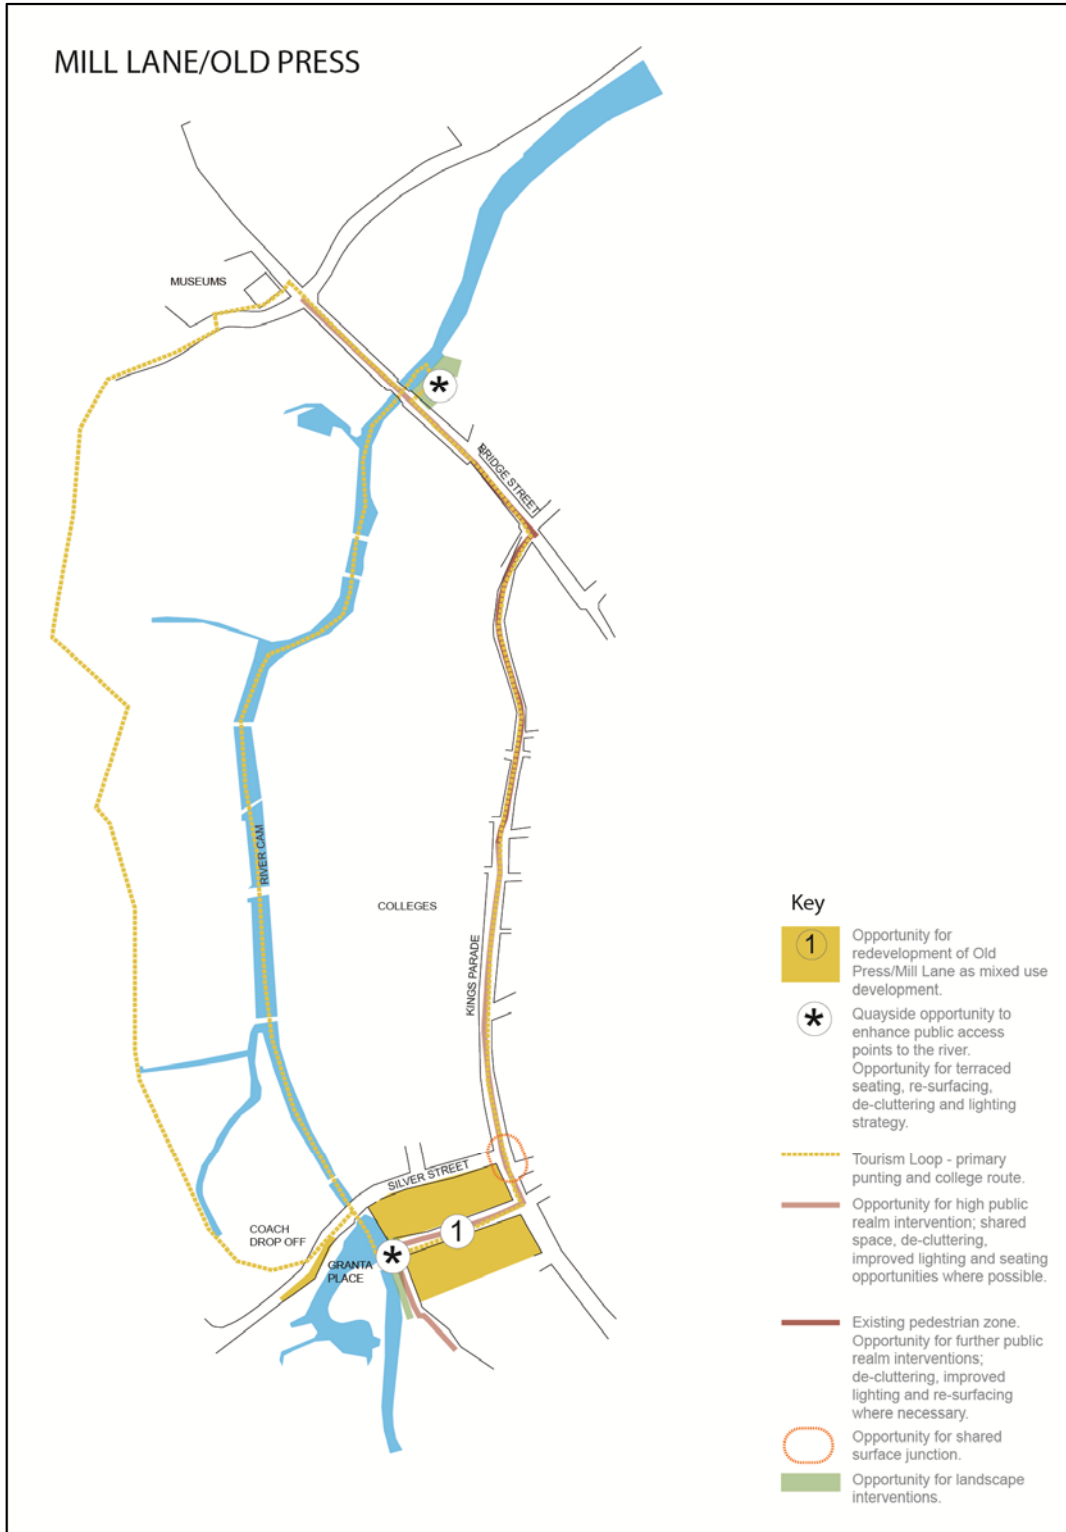 MILL LANE/OLD PRESS
MUSEUMS
*
BRIDGE STREET
RIVER CAM
COLLEGES
KINGS PARADE
SILVER STREET
COACH
DROP OFF
1
*
GRANTA
PLACE
Key
1
Opportunity for
redevelopment of Old
Press/Mill Lane as mixed use
development.
*
Quayside opportunity to
enhance public access
points to the river.
Opportunity for terraced
seating, re-surfacing,
de-cluttering and lighting
strategy.
Tourism Loop - primary
punting and college route.
Opportunity for high public
realm intervention; shared
space, de-cluttering,
improved lighting and seating
opportunities where possible.
Existing pedestrian zone.
Opportunity for further public
realm interventions;
de-cluttering, improved
lighting and re-surfacing
where necessary.
Opportunity for shared
surface junction.
Opportunity for landscape
interventions.